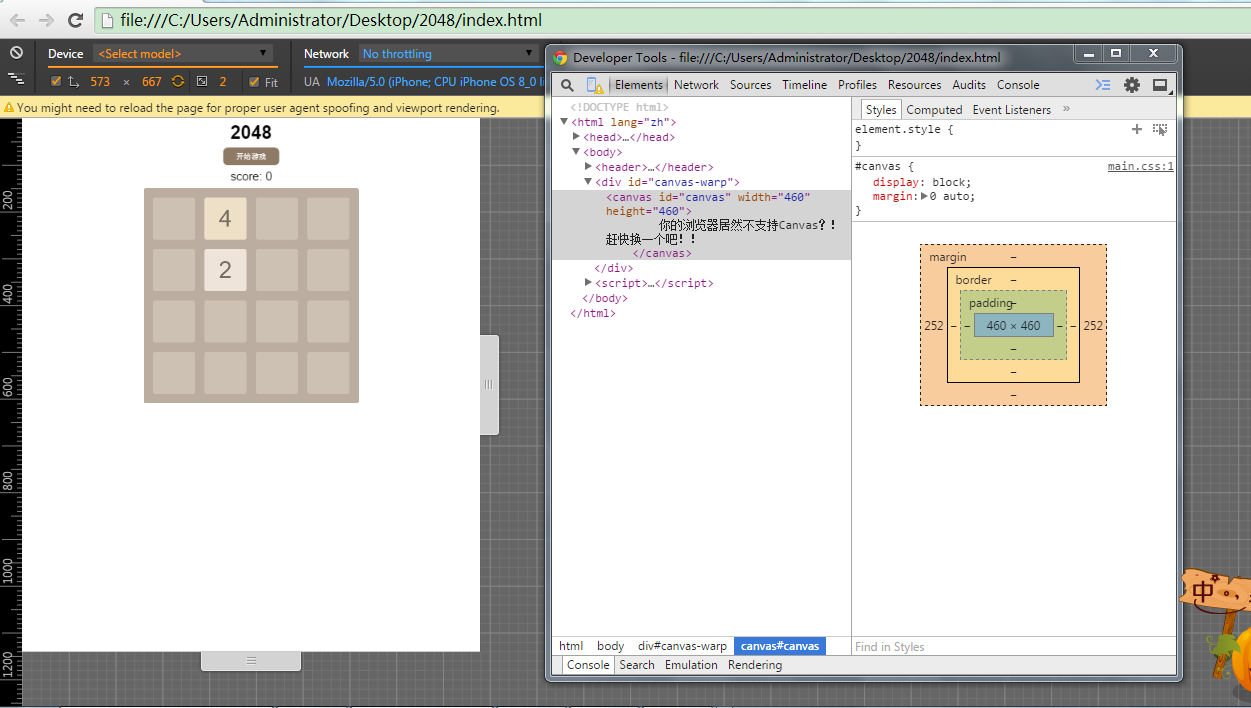 file:///C:/Users/Administrator/Desktop/2048/index.html
Device <Select model> Network No throttling
573 × 667 2 Fit UA Mozilla/5.0 (iPhone; CPU iPhone OS 8_0 li
You might need to reload the page for proper user agent spoofing and viewport rendering.
2048
开始游戏
score: 0
4
2
200
400
600
800
1000
1200
Developer Tools - file:///C:/Users/Administrator/Desktop/2048/index.html
Elements Network Sources Timeline Profiles Resources Audits Console
<!DOCTYPE html>
<html lang="zh">
<head>…</head>
<body>
<header>…</header>
<div id="canvas-warp">
<canvas id="canvas" width="460"
height="460">
你的浏览器居然不支持Canvas？！
赶快换一个吧！！
</canvas>
</div>
<script>…</script>
</body>
</html>
html body div#canvas-warp canvas#canvas
Console Search Emulation Rendering
Styles Computed Event Listeners »
element.style {
}
#canvas { main.css:1
display: block;
margin: 0 auto;
}
margin –
border –
padding –
252 – – 460 × 460 – – 252
–
–
–
Find in Styles
中